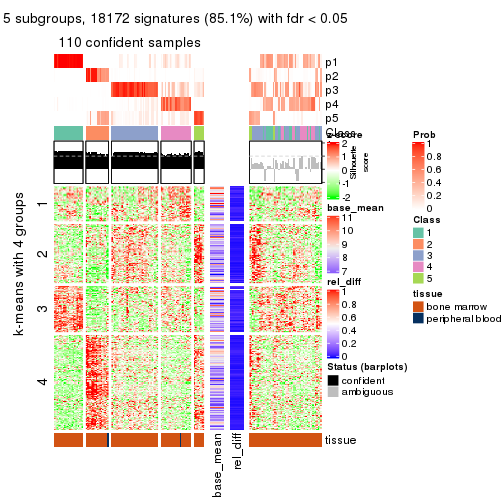 5 subgroups, 18172 signatures (85.1%) with fdr < 0.05
110 confident samples
p1
p2
p3
p4
p5
Class
Silhouette
score
k-means with 4 groups
1
2
3
4
tissue
base_mean
rel_diff
z-score
2
1
0
-1
-2
base_mean
11
10
9
8
7
rel_diff
1
0.8
0.6
0.4
0.2
0
Status (barplots)
confident
ambiguous
Prob
1
0.8
0.6
0.4
0.2
0
Class
1
2
3
4
5
tissue
bone marrow
peripheral blood